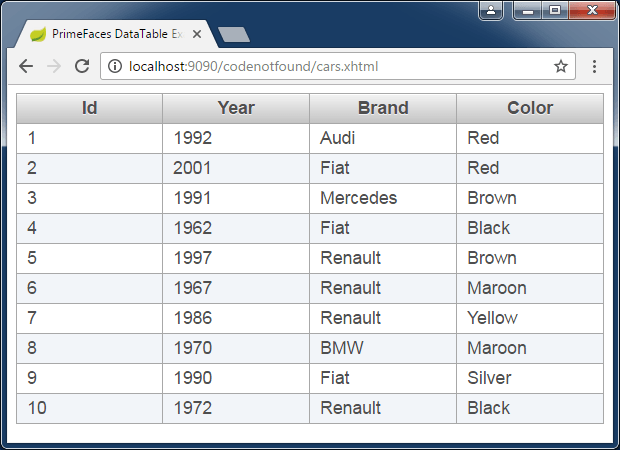 PrimeFaces DataTable Ex
localhost:9090/codenotfound/cars.xhtml
Id Year Brand Color
1 1992 Audi Red
2 2001 Fiat Red
3 1991 Mercedes Brown
4 1962 Fiat Black
5 1997 Renault Brown
6 1967 Renault Maroon
7 1986 Renault Yellow
8 1970 BMW Maroon
9 1990 Fiat Silver
10 1972 Renault Black